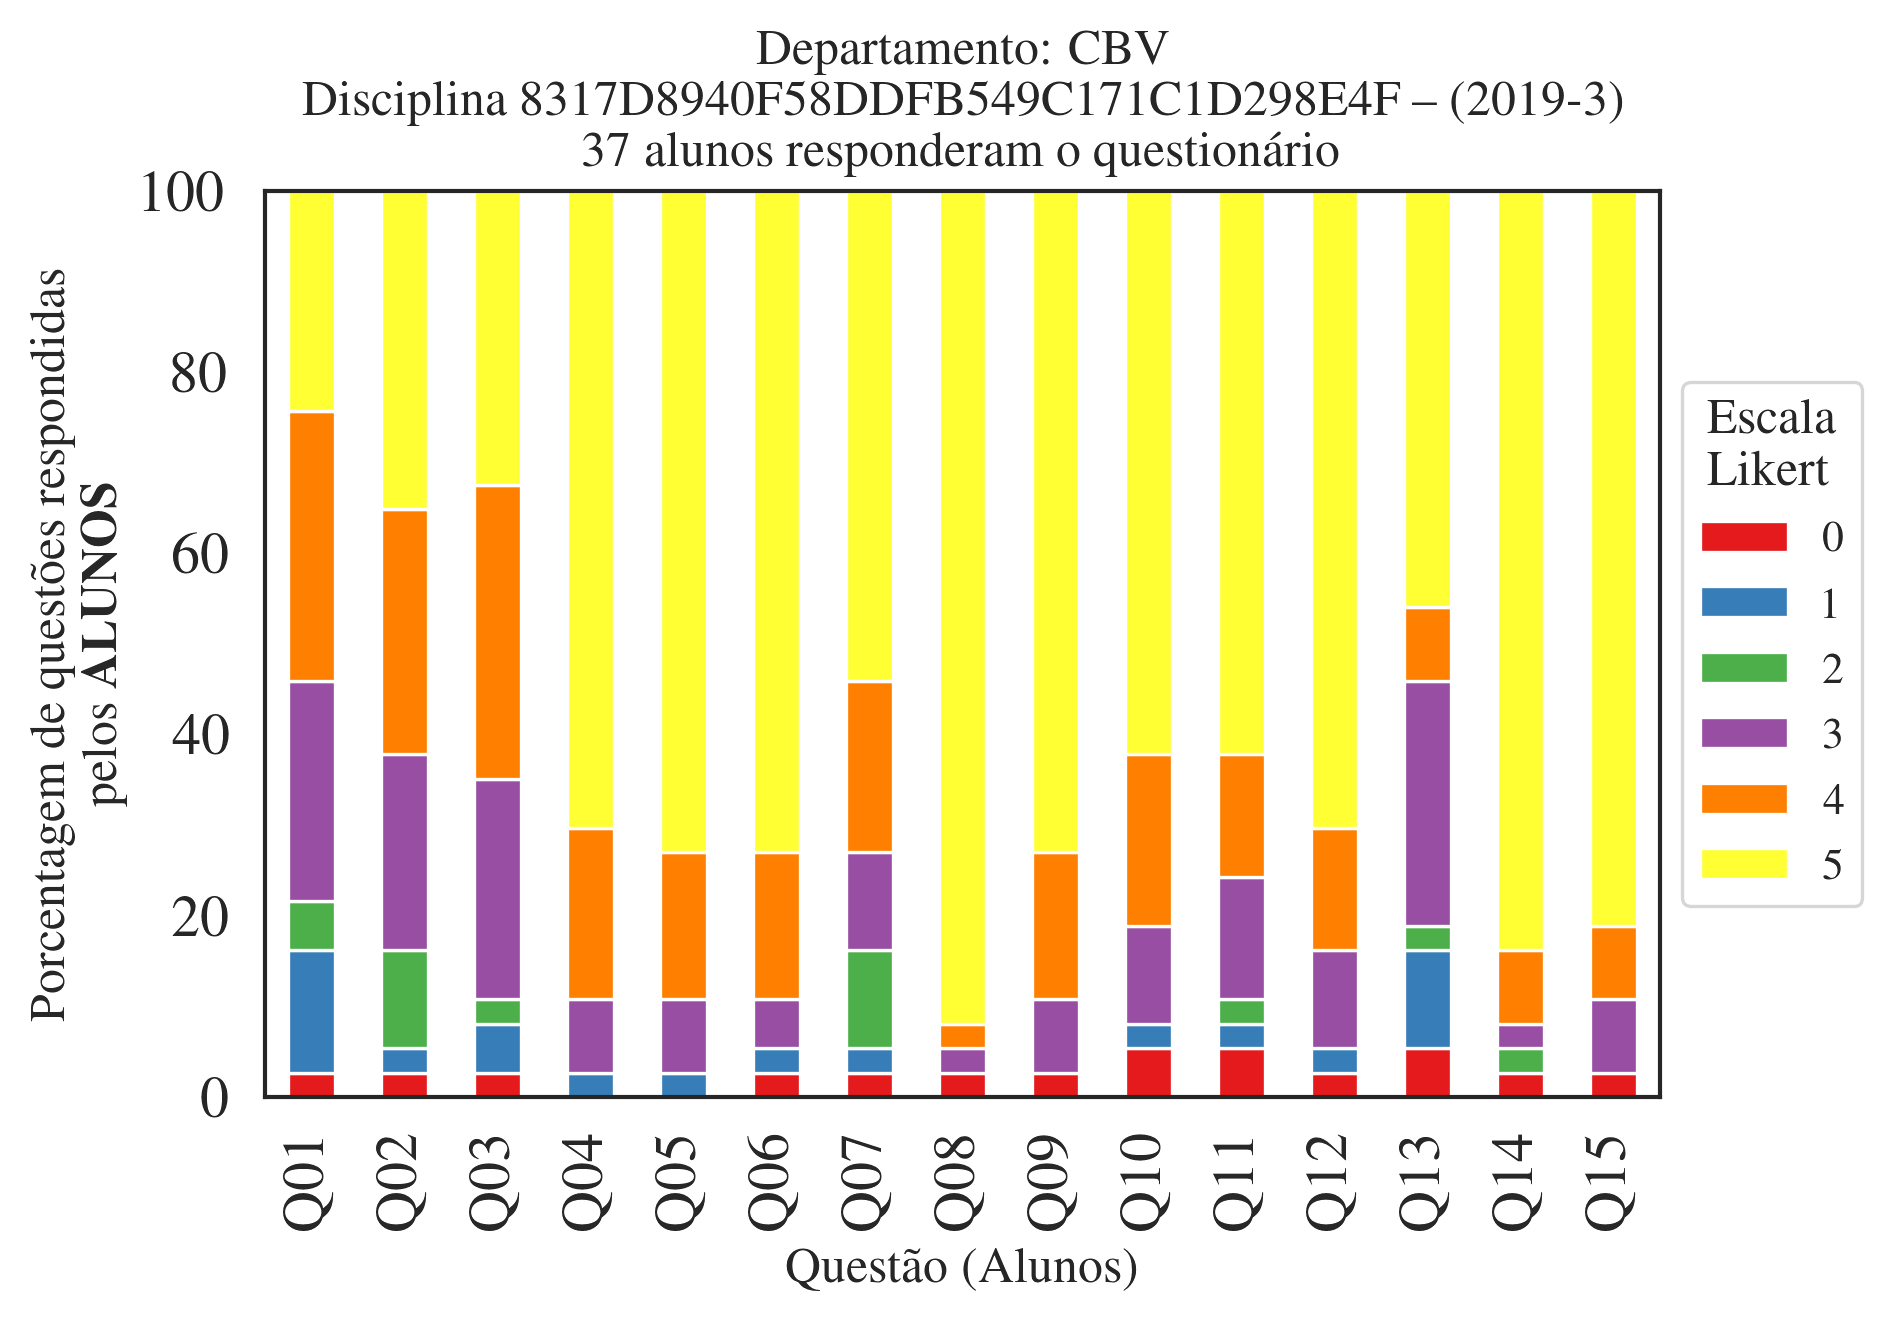 Departamento: CBV
Disciplina 8317D8940F58DDFB549C171C1D298E4F – (2019-3)
37 alunos responderam o questionário
Porcentagem de questões respondidas
pelos ALUNOS
100
80
60
40
20
0
Q01
Q02
Q03
Q04
Q05
Q06
Q07
Q08
Q09
Q10
Q11
Q12
Q13
Q14
Q15
Questão (Alunos)
Escala
Likert
0
1
2
3
4
5